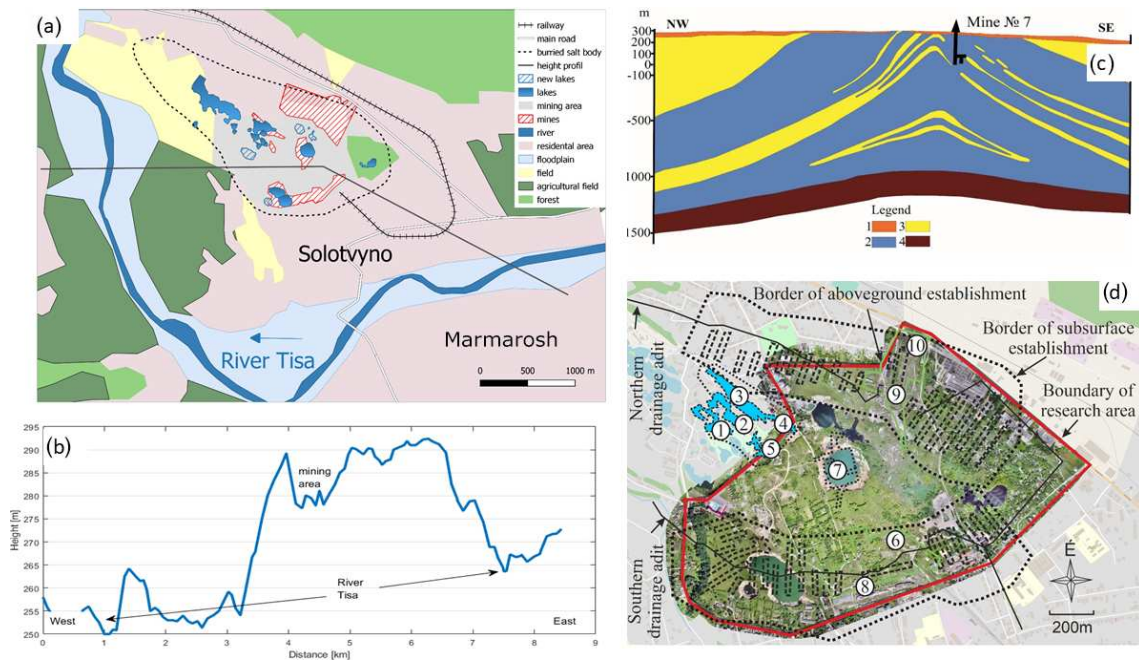 (a)
railway
main road
burried salt body
height profil
new lakes
lakes
mining area
mines
river
residental area
floodplain
field
agricultural field
forest
Solotvyno
River Tisa
Marmarosh
0 500 1000 m
(b)
Height [m]
295
290
285
280
275
270
265
260
255
250
mining
area
River
Tisa
West
East
0 1 2 3 4 5 6 7 8 9
Distance [km]
m
NW
Mine № 7
SE
300
200
100
0
-100
(c)
-500
1000
1500
Legend
1 3
2 4
(d)
Border of aboveground establishment
Border of subsurface
establishment
Boundary of
research area
Northern
drainage adit
Southern
drainage adit
10
9
3
1
2
4
5
7
6
8
É
200m